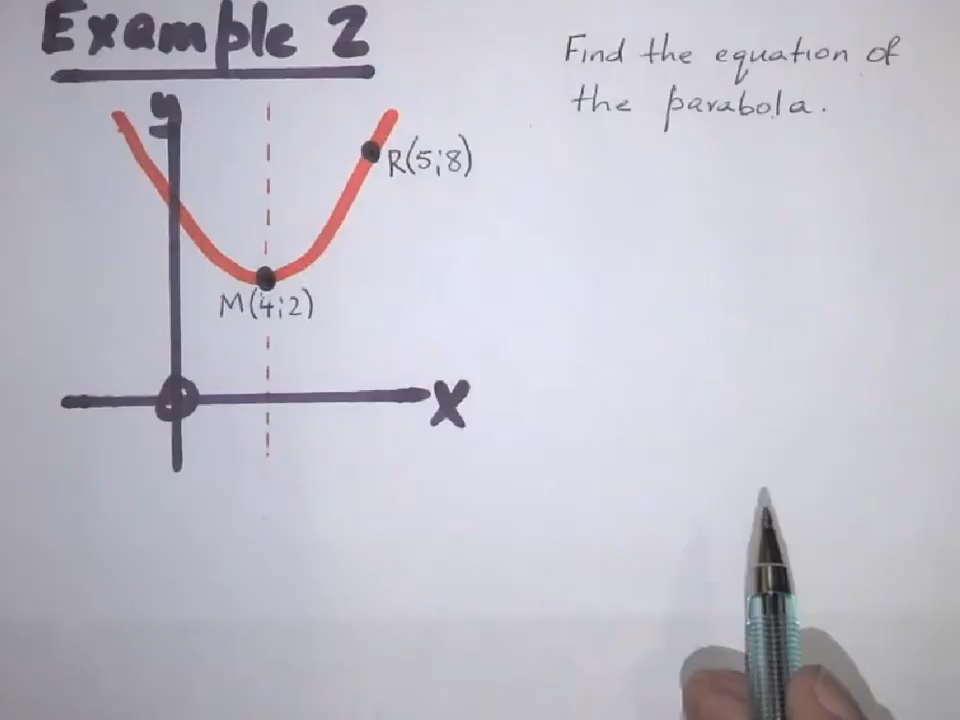 Example 2
Find the equation of
the parabola.
y
R(5;8)
M(4;2)
x